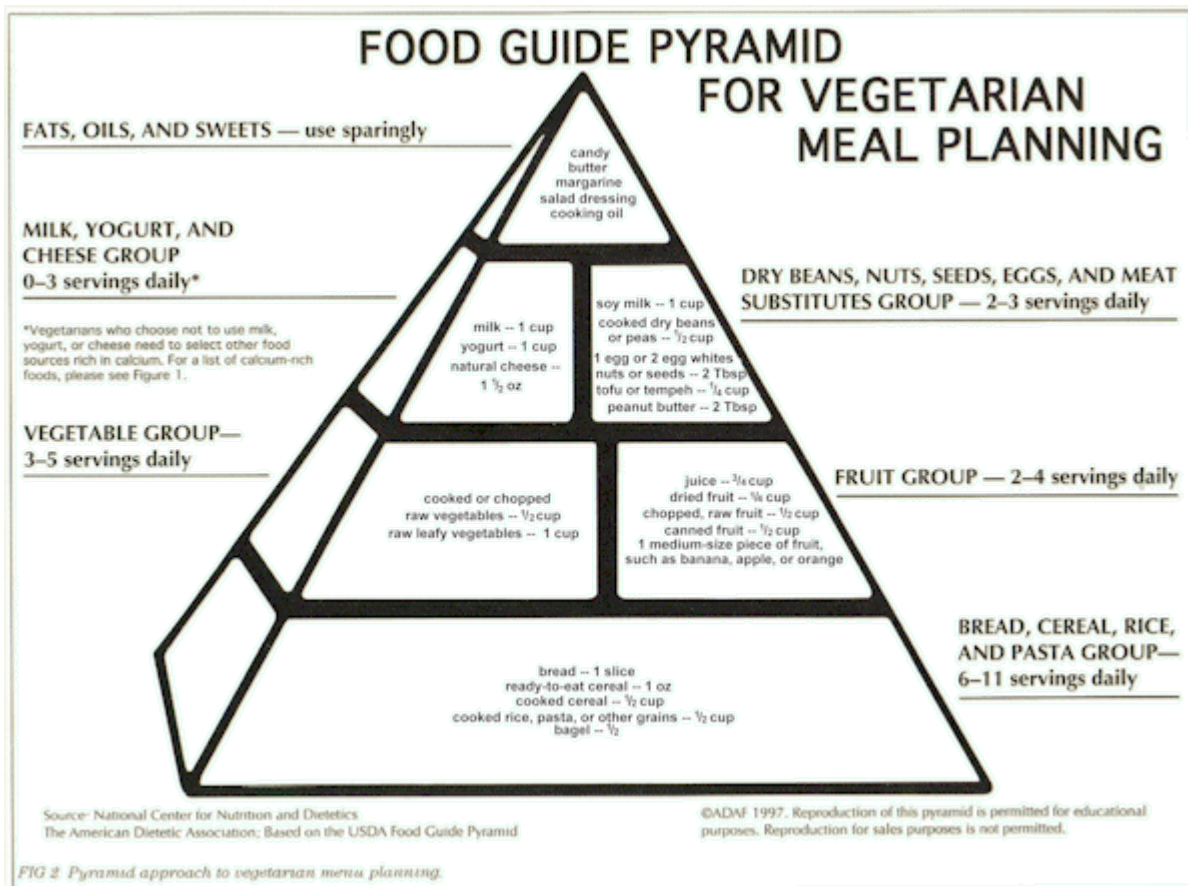 FOOD GUIDE PYRAMID
FOR VEGETARIAN
MEAL PLANNING
FATS, OILS, AND SWEETS — use sparingly
candy
butter
margarine
salad dressing
cooking oil
MILK, YOGURT, AND
CHEESE GROUP
0–3 servings daily*
*Vegetarians who choose not to use milk,
yogurt, or cheese need to select other food
sources rich in calcium. For a list of calcium-rich
foods, please see Figure 1.
milk -- 1 cup
yogurt -- 1 cup
natural cheese --
1 ½ oz
DRY BEANS, NUTS, SEEDS, EGGS, AND MEAT
SUBSTITUTES GROUP — 2–3 servings daily
soy milk -- 1 cup
cooked dry beans
or peas -- ½ cup
1 egg or 2 egg whites
nuts or seeds -- 2 Tbsp
tofu or tempeh -- ¼ cup
peanut butter -- 2 Tbsp
VEGETABLE GROUP—
3–5 servings daily
cooked or chopped
raw vegetables -- ½ cup
raw leafy vegetables -- 1 cup
FRUIT GROUP — 2–4 servings daily
juice -- ¾ cup
dried fruit -- cup
chopped, raw fruit -- ½ cup
canned fruit -- ½ cup
1 medium-size piece of fruit,
such as banana, apple, or orange
BREAD, CEREAL, RICE,
AND PASTA GROUP—
6–11 servings daily
bread -- 1 slice
ready-to-eat cereal -- 1 oz
cooked cereal -- ½ cup
cooked rice, pasta, or other grains -- ½ cup
bagel -- ½
Source: National Center for Nutrition and Dietetics
The American Dietetic Association; Based on the USDA Food Guide Pyramid
©ADAF 1997. Reproduction of this pyramid is permitted for educational
purposes. Reproduction for sales purposes is not permitted.
FIG 2. Pyramid approach to vegetarian menu planning.